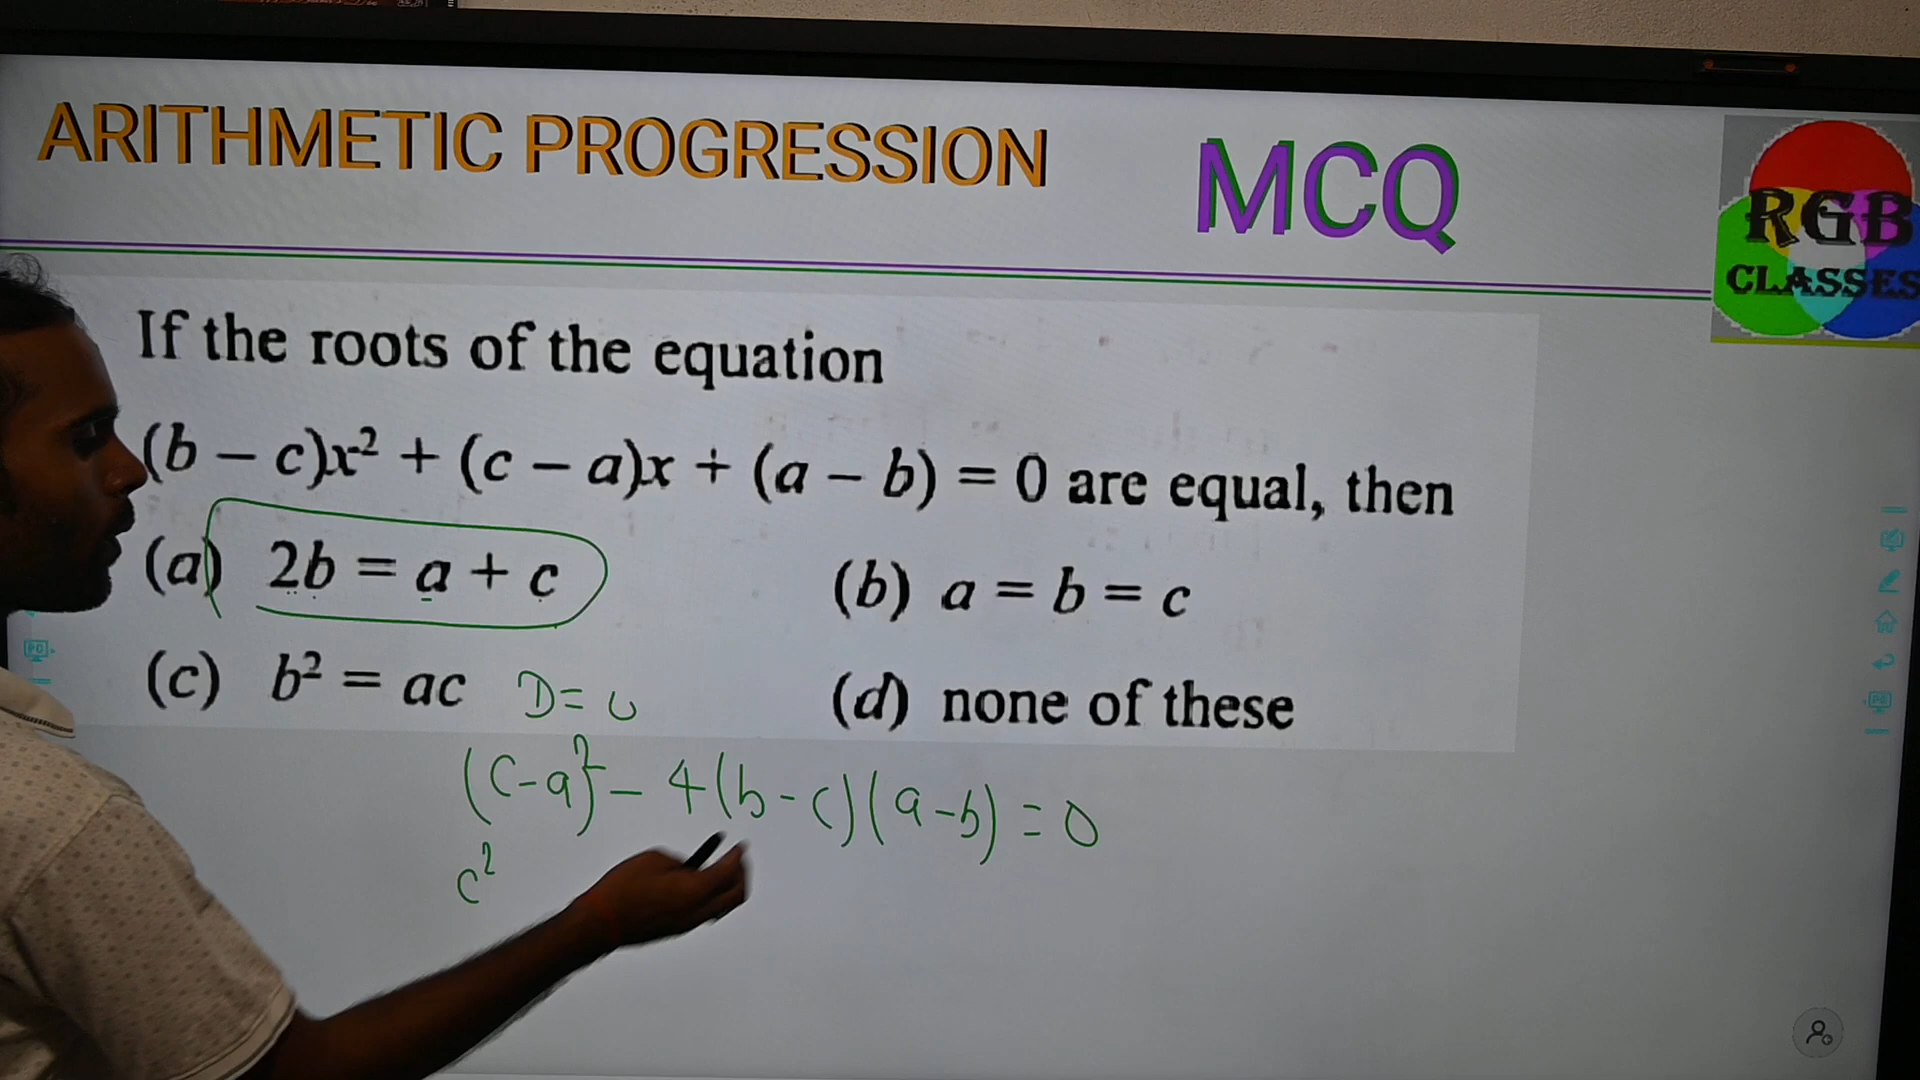 ARITHMETIC PROGRESSION MCQ
RGB
CLASSES
If the roots of the equation
(b – c)x² + (c – a)x + (a – b) = 0 are equal, then
(a) 2b = a + c (b) a = b = c
(c) b² = ac (d) none of these
D = 0
(c-a)² - 4(b-c)(a-b) = 0
c²